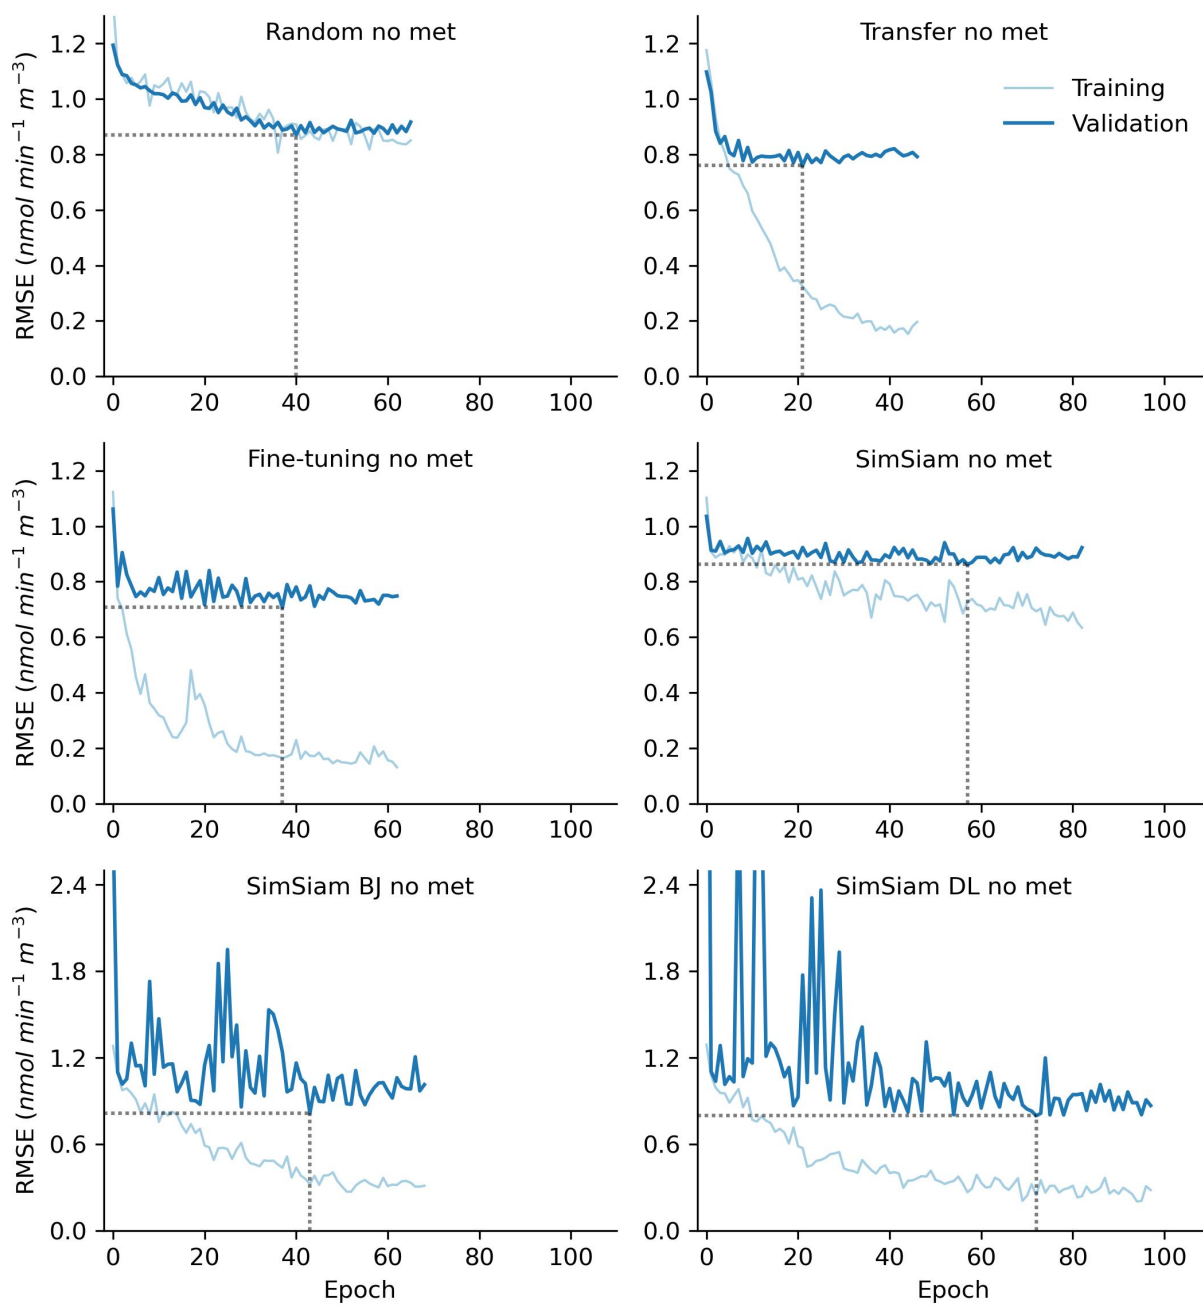 Random no met
RMSE (nmol min⁻¹ m⁻³)
1.2
1.0
0.8
0.6
0.4
0.2
0.0
0 20 40 60 80 100
Transfer no met
Training
Validation
1.2
1.0
0.8
0.6
0.4
0.2
0.0
0 20 40 60 80 100
Fine-tuning no met
RMSE (nmol min⁻¹ m⁻³)
1.2
1.0
0.8
0.6
0.4
0.2
0.0
0 20 40 60 80 100
SimSiam no met
1.2
1.0
0.8
0.6
0.4
0.2
0.0
0 20 40 60 80 100
SimSiam BJ no met
RMSE (nmol min⁻¹ m⁻³)
2.4
1.8
1.2
0.6
0.0
0 20 40 60 80 100
Epoch
SimSiam DL no met
2.4
1.8
1.2
0.6
0.0
0 20 40 60 80 100
Epoch